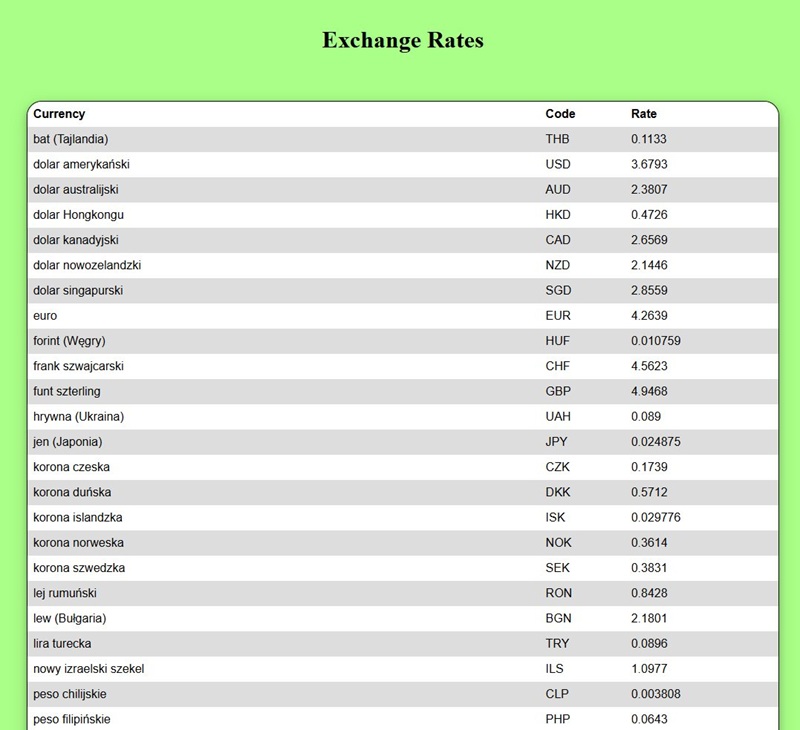 Exchange Rates
Currency Code Rate
bat (Tajlandia) THB 0.1133
dolar amerykański USD 3.6793
dolar australijski AUD 2.3807
dolar Hongkongu HKD 0.4726
dolar kanadyjski CAD 2.6569
dolar nowozelandzki NZD 2.1446
dolar singapurski SGD 2.8559
euro EUR 4.2639
forint (Węgry) HUF 0.010759
frank szwajcarski CHF 4.5623
funt szterling GBP 4.9468
hrywna (Ukraina) UAH 0.089
jen (Japonia) JPY 0.024875
korona czeska CZK 0.1739
korona duńska DKK 0.5712
korona islandzka ISK 0.029776
korona norweska NOK 0.3614
korona szwedzka SEK 0.3831
lej rumuński RON 0.8428
lew (Bułgaria) BGN 2.1801
lira turecka TRY 0.0896
nowy izraelski szekel ILS 1.0977
peso chilijskie CLP 0.003808
peso filipińskie PHP 0.0643